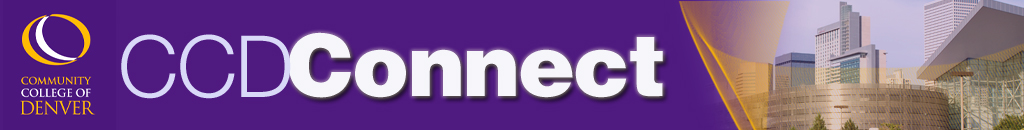 COMMUNITY
COLLEGE OF
DENVER
CCDConnect